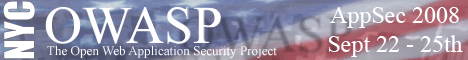 NYC
OWASP
The Open Web Application Security Project
AppSec 2008
Sept 22 - 25th